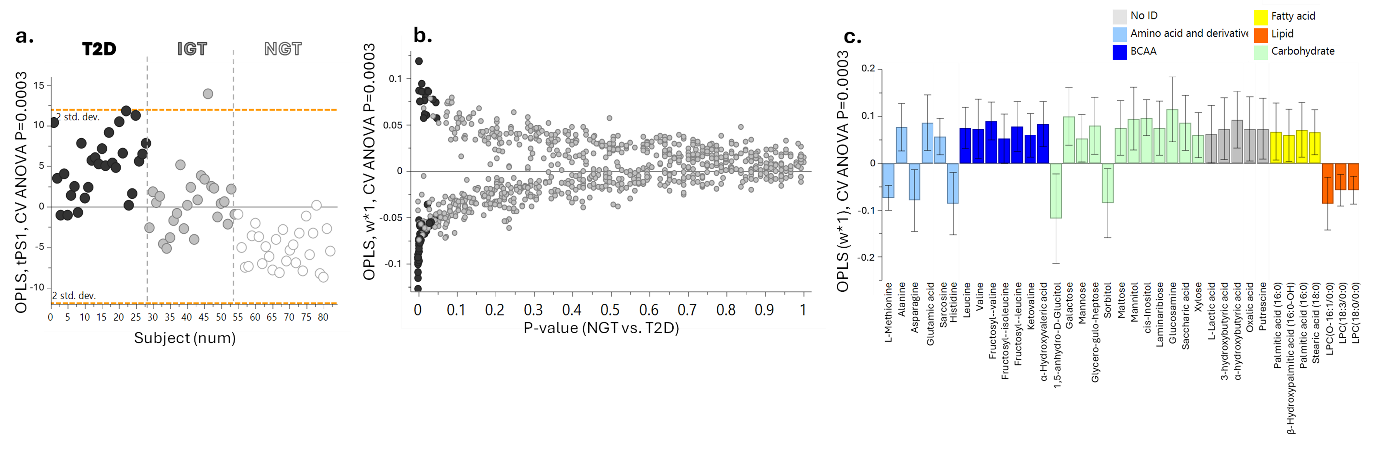 a.
T2D
IGT
NGT
OPLS, tPS1, CV ANOVA P=0.0003
15
10
5
0
-5
-10
2 std. dev.
2 std. dev.
0 5 10 15 20 25 30 35 40 45 50 55 60 65 70 75 80
Subject (num)
b.
OPLS, w*1, CV ANOVA P=0.0003
0.1
0.05
0
-0.05
-0.1
0 0.1 0.2 0.3 0.4 0.5 0.6 0.7 0.8 0.9 1
P-value (NGT vs. T2D)
c.
No ID
Amino acid and derivative
BCAA
Fatty acid
Lipid
Carbohydrate
OPLS (w*1), CV ANOVA P=0.0003
0.2
0.1
0
-0.1
-0.2
L-Methionine
Alanine
Asparagine
Glutamic acid
Sarcosine
Histidine
Leucine
Valine
Fructosyl--valine
Fructosyl--isoleucine
Fructosyl--leucine
Ketovaline
α-Hydroxyvaleric acid
1,5-anhydro-D-Glucitol
Galactose
Mannose
Glycero-gulo-heptose
Sorbitol
Maltose
Mannitol
cis-Inositol
Laminaribiose
Glucosamine
Saccharic acid
Xylose
L-Lactic acid
3-hydroxybutyric acid
α-hydroxybutyric acid
Oxalic acid
Putrescine
Palmitic acid (16:0)
β-Hydroxypalmitic acid (16:0-OH)
Palmitic acid (16:0)
Stearic acid (18:0)
LPC(O-16:1/0:0)
LPC(18:3/0:0)
LPC(18:0/0:0)